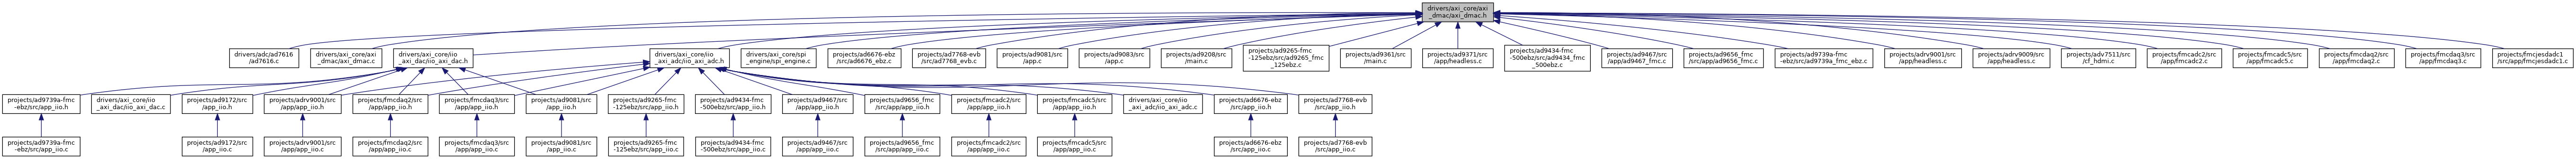 drivers/axi_core/axi
_dmac/axi_dmac.h
drivers/adc/ad7616
/ad7616.c
drivers/axi_core/axi
_dmac/axi_dmac.c
drivers/axi_core/iio
_axi_dac/iio_axi_dac.h
drivers/axi_core/iio
_axi_adc/iio_axi_adc.h
drivers/axi_core/spi
_engine/spi_engine.c
projects/ad6676-ebz
/src/ad6676_ebz.c
projects/ad7768-evb
/src/ad7768_evb.c
projects/ad9081/src
/app.c
projects/ad9083/src
/app.c
projects/ad9208/src
/main.c
projects/ad9265-fmc
-125ebz/src/ad9265_fmc
_125ebz.c
projects/ad9361/src
/main.c
projects/ad9371/src
/app/headless.c
projects/ad9434-fmc
-500ebz/src/ad9434_fmc
_500ebz.c
projects/ad9467/src
/app/ad9467_fmc.c
projects/ad9656_fmc
/src/app/ad9656_fmc.c
projects/ad9739a-fmc
-ebz/src/ad9739a_fmc_ebz.c
projects/adrv9001/src
/app/headless.c
projects/adrv9009/src
/app/headless.c
projects/adv7511/src
/cf_hdmi.c
projects/fmcadc2/src
/app/fmcadc2.c
projects/fmcadc5/src
/app/fmcadc5.c
projects/fmcdaq2/src
/app/fmcdaq2.c
projects/fmcdaq3/src
/app/fmcdaq3.c
projects/fmcjesdadc1
/src/app/fmcjesdadc1.c
projects/ad9739a-fmc
-ebz/src/app_iio.h
drivers/axi_core/iio
_axi_dac/iio_axi_dac.c
projects/ad9172/src
/app_iio.h
projects/adrv9001/src
/app/app_iio.h
projects/fmcdaq2/src
/app/app_iio.h
projects/fmcdaq3/src
/app/app_iio.h
projects/ad9081/src
/app_iio.h
projects/ad9265-fmc
-125ebz/src/app_iio.h
projects/ad9434-fmc
-500ebz/src/app_iio.h
projects/ad9467/src
/app/app_iio.h
projects/ad9656_fmc
/src/app/app_iio.h
projects/fmcadc2/src
/app/app_iio.h
projects/fmcadc5/src
/app/app_iio.h
drivers/axi_core/iio
_axi_adc/iio_axi_adc.c
projects/ad6676-ebz
/src/app_iio.h
projects/ad7768-evb
/src/app_iio.h
projects/ad9739a-fmc
-ebz/src/app_iio.c
projects/ad9172/src
/app_iio.c
projects/adrv9001/src
/app/app_iio.c
projects/fmcdaq2/src
/app/app_iio.c
projects/fmcdaq3/src
/app/app_iio.c
projects/ad9081/src
/app_iio.c
projects/ad9265-fmc
-125ebz/src/app_iio.c
projects/ad9434-fmc
-500ebz/src/app_iio.c
projects/ad9467/src
/app/app_iio.c
projects/ad9656_fmc
/src/app/app_iio.c
projects/fmcadc2/src
/app/app_iio.c
projects/fmcadc5/src
/app/app_iio.c
projects/ad6676-ebz
/src/app_iio.c
projects/ad7768-evb
/src/app_iio.c